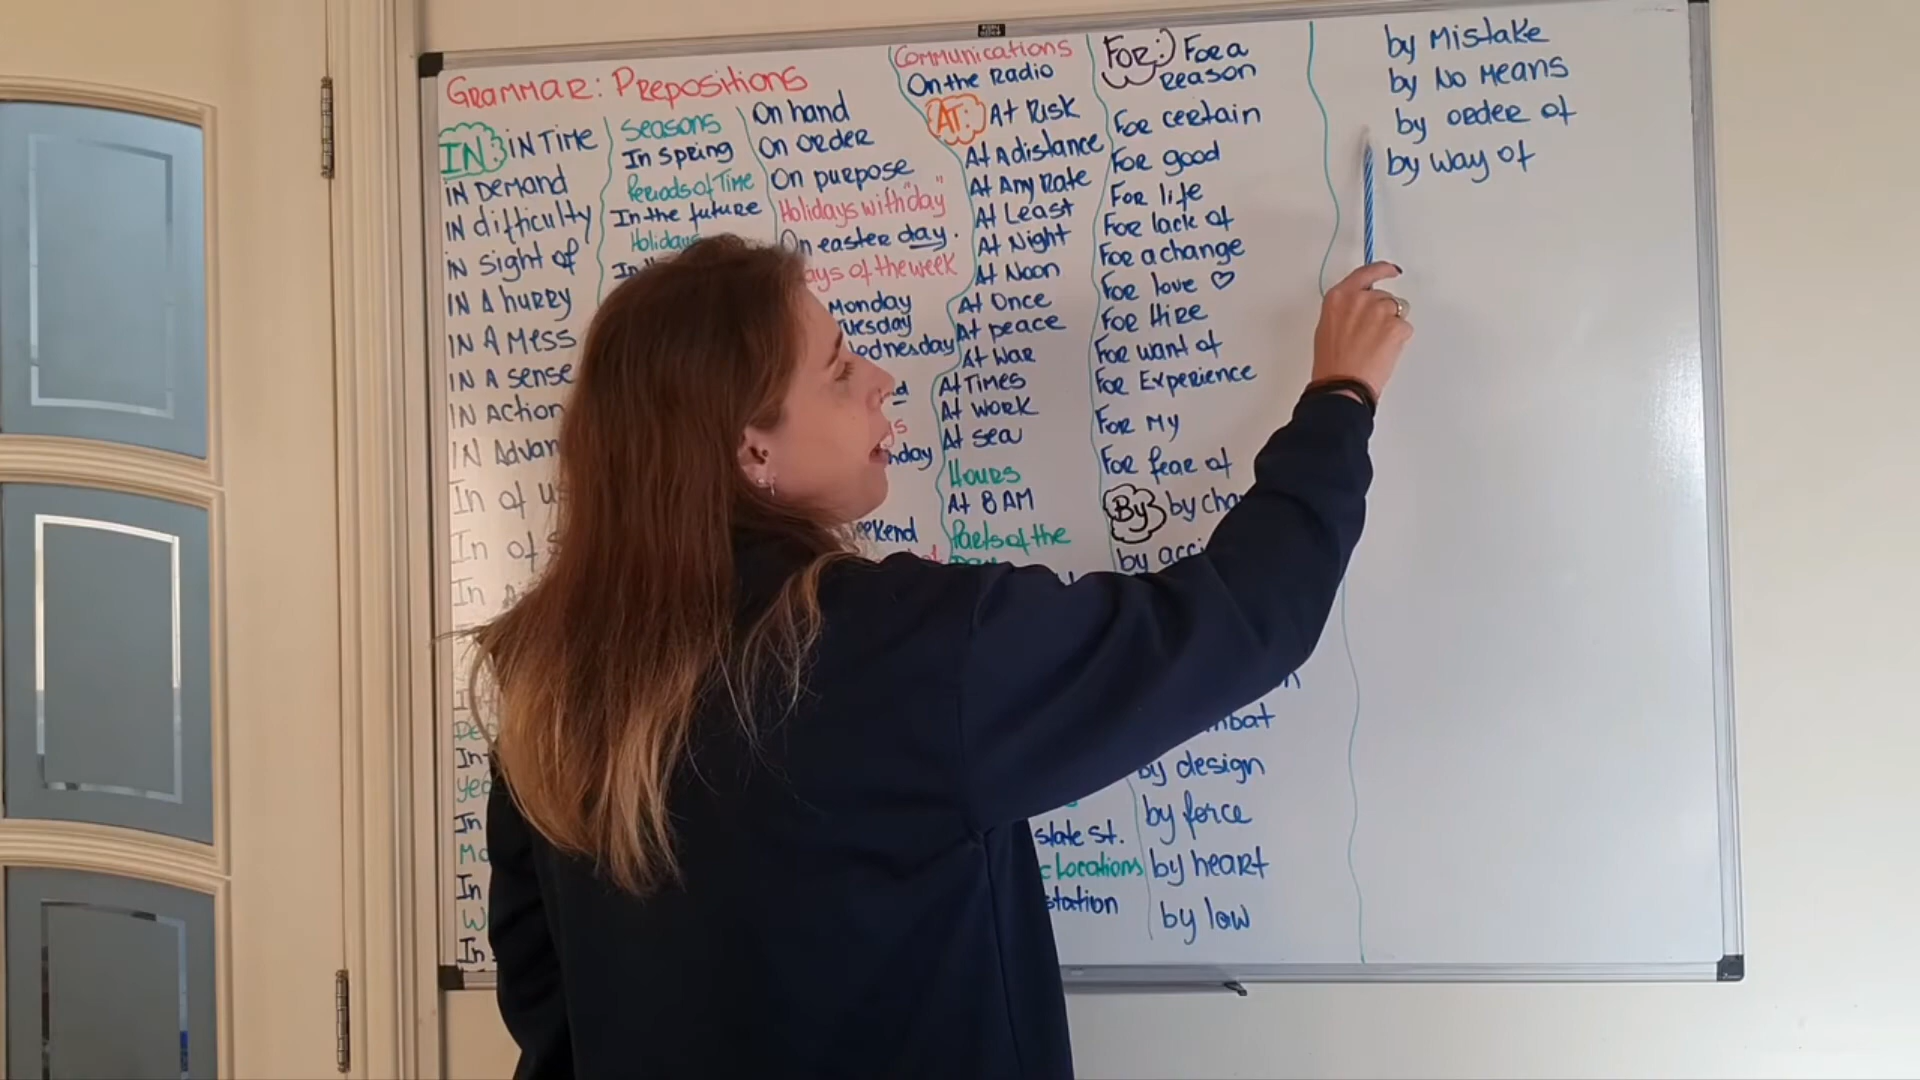 Grammar: Prepositions
IN: IN Time
IN Demand
IN difficulty
IN sight of
IN A hurry
IN A Mess
IN A sense
IN Action
IN
In of
In of
In
In
In
In
Seasons
In spring
Periods of Time
In the future
Holidays
On hand
On order
On purpose
Holidays with "day"
On easter day.
of the week
Monday
Tuesday
Wednesday
Communications
On the Radio
AT: At Risk
At A distance
At Any Rate
At Least
At Night
At Noon
At Once
At peace
At War
At Times
At Work
At sea
Hours
At 8 AM
Parts of the
state st.
Locations
station
FOR:) For a
Reason
For certain
For good
For life
For lack of
For a change
For love ♡
For Hire
For want of
For Experience
For My
For fear of
By by
by
by design
by force
by heart
by law
by Mistake
by No Means
by order of
by way of